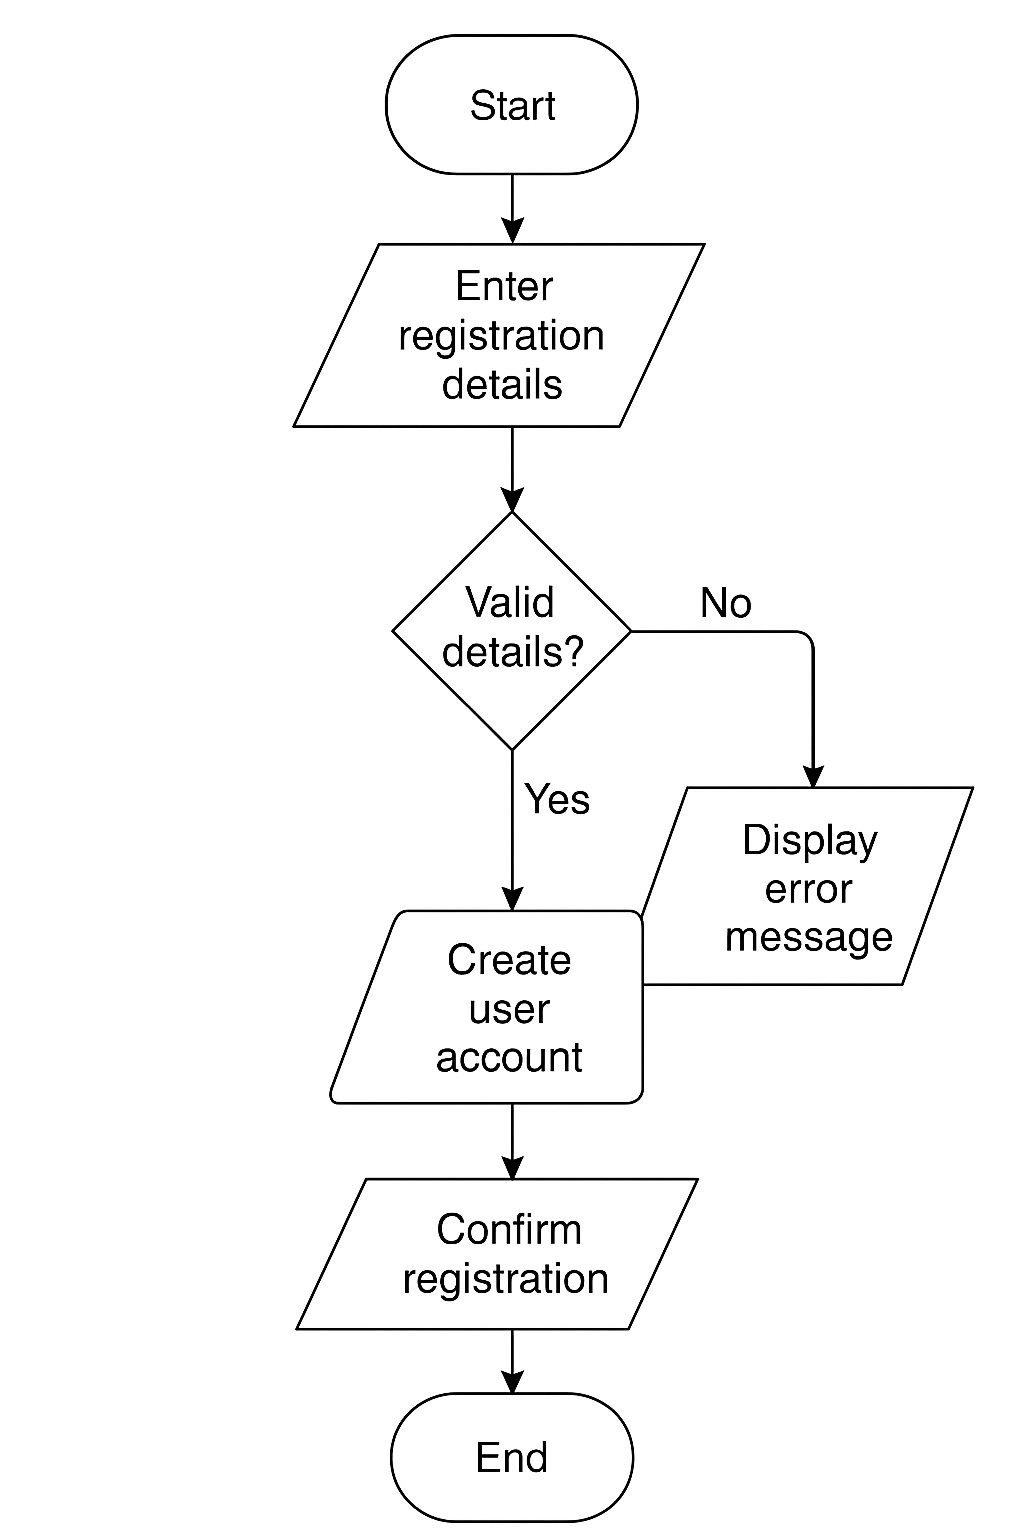 Start
Enter
registration
details
Valid
details?
No
Yes
Display
error
message
Create
user
account
Confirm
registration
End